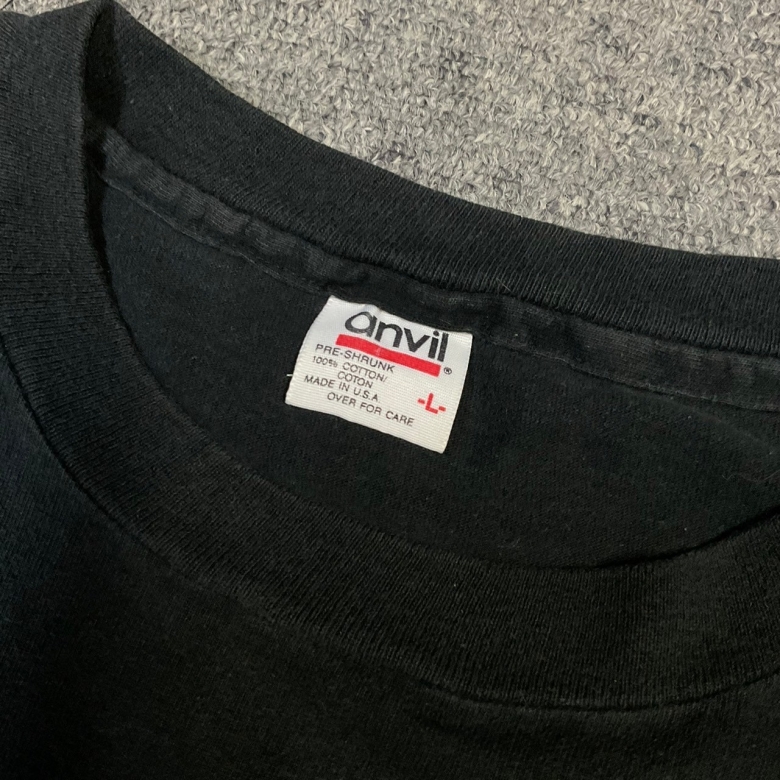 anvil®
PRE-SHRUNK
100% COTTON/
COTON
MADE IN U.S.A
OVER FOR CARE
-L-